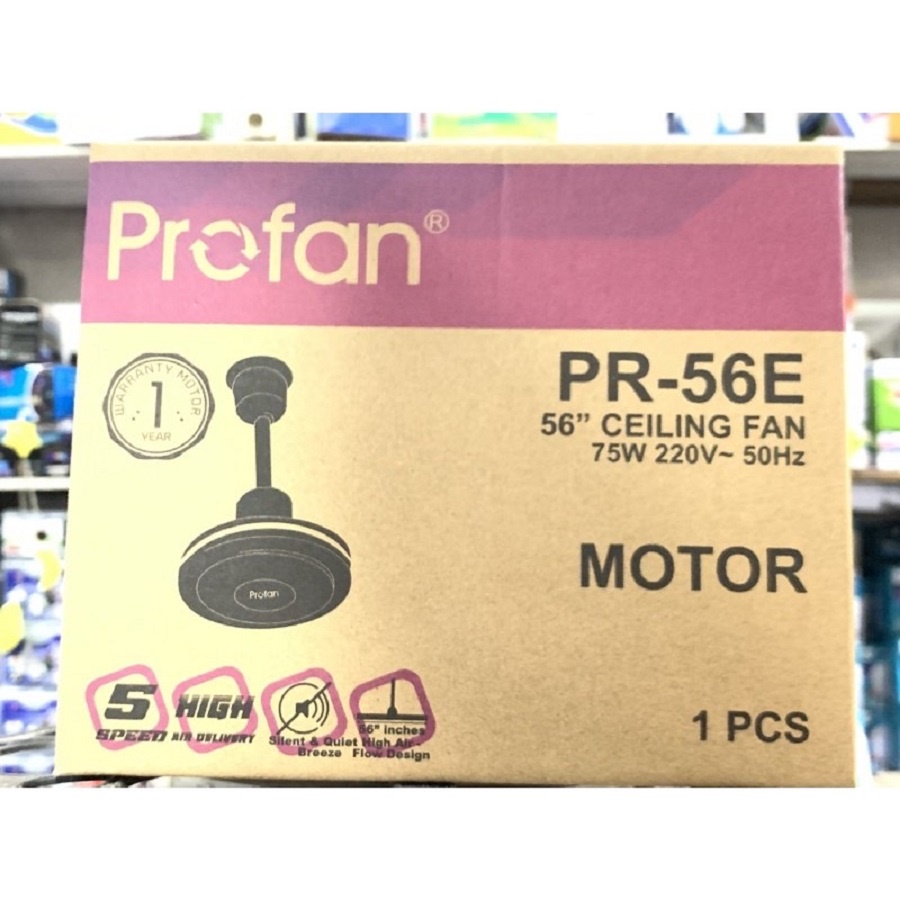 Profan®
WARRANTY MOTOR
1
YEAR
PR-56E
56” CEILING FAN
75W 220V~ 50Hz
Profan
MOTOR
5
SPEED
HIGH
AIR DELIVERY
Silent & Quiet
Breeze
56" inches
High Air -
Flow Design
1 PCS